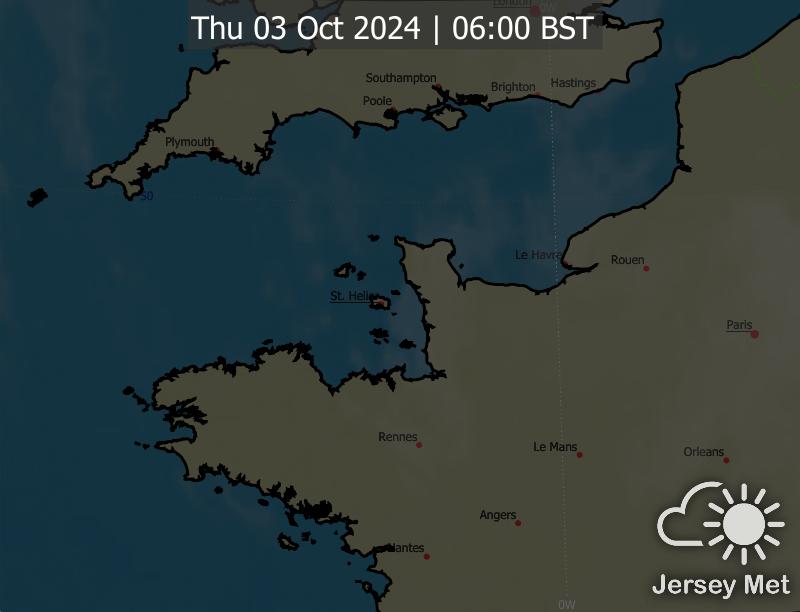 London
0W
Thu 03 Oct 2024 | 06:00 BST
Southampton
Brighton
Hastings
Poole
Plymouth
50
Le Havre
Rouen
St. Helier
Paris
Rennes
Le Mans
Orleans
Angers
Nantes
Jersey Met
0W